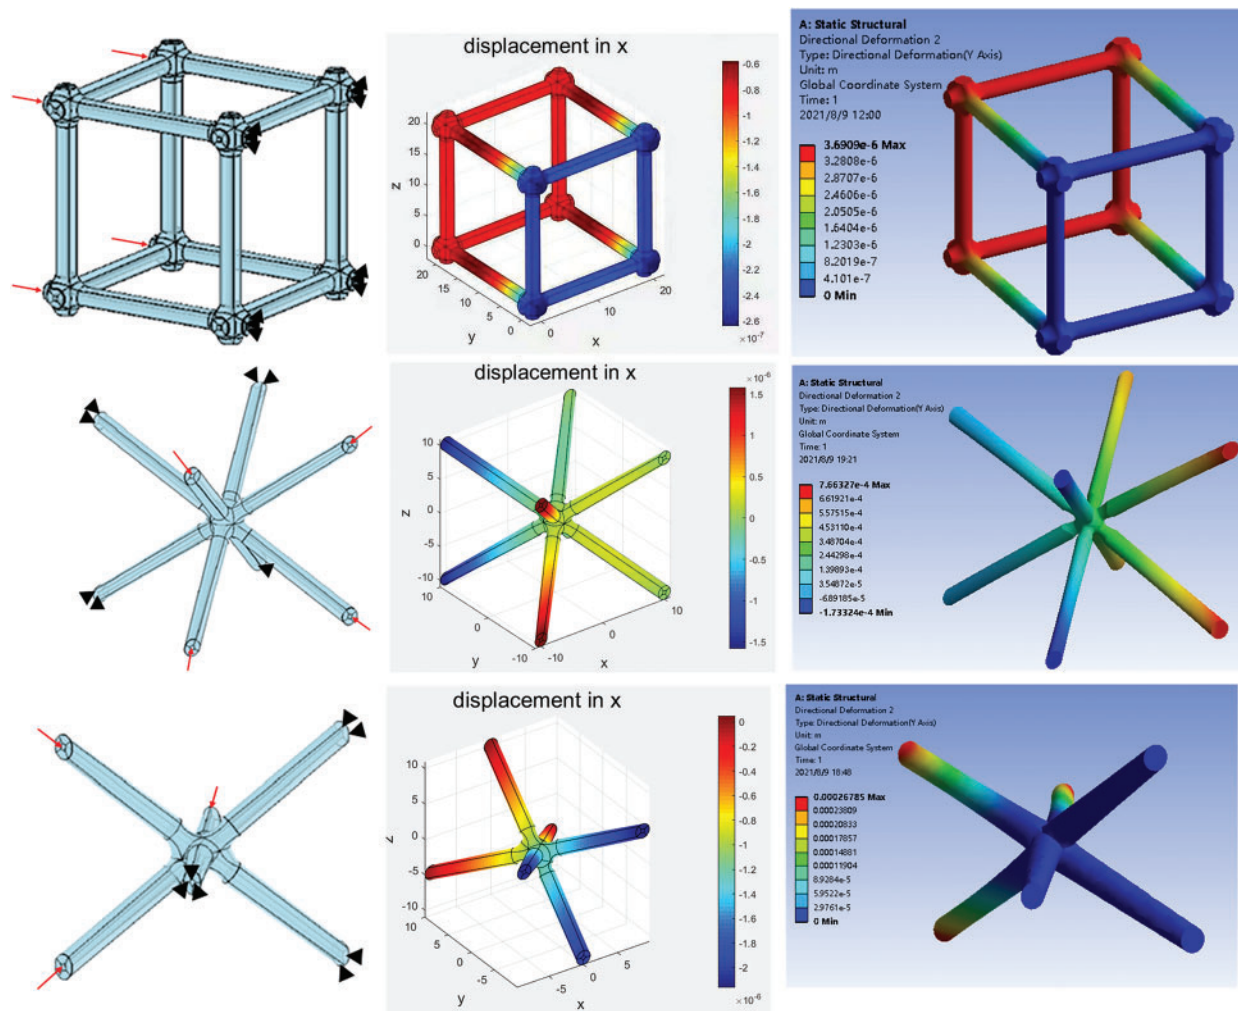 displacement in x
20
15
10
5
0
z
20
15
10
5
0
y
0
10
20
x
-0.6
-0.8
-1
-1.2
-1.4
-1.6
-1.8
-2
-2.2
-2.4
-2.6
×10⁻⁷
A: Static Structural
Directional Deformation 2
Type: Directional Deformation(Y Axis)
Unit: m
Global Coordinate System
Time: 1
2021/8/9 12:00
3.6909e-6 Max
3.2808e-6
2.8707e-6
2.4606e-6
2.0505e-6
1.6404e-6
1.2303e-6
8.2019e-7
4.101e-7
0 Min
displacement in x
10
5
0
-5
-10
z
10
0
-10
y
-10
0
10
x
×10⁻⁶
1.5
1
0.5
0
-0.5
-1
-1.5
A: Static Structural
Directional Deformation 2
Type: Directional Deformation(Y Axis)
Unit: m
Global Coordinate System
Time: 1
2021/8/9 19:21
7.66327e-4 Max
6.61921e-4
5.57515e-4
4.53110e-4
3.48704e-4
2.44298e-4
1.39893e-4
3.54872e-5
-6.89185e-5
-1.73324e-4 Min
displacement in x
10
5
0
-5
-10
z
10
5
0
-5
y
-5
0
5
x
0
-0.2
-0.4
-0.6
-0.8
-1
-1.2
-1.4
-1.6
-1.8
-2
×10⁻⁶
A: Static Structural
Directional Deformation 2
Type: Directional Deformation(Y Axis)
Unit: m
Global Coordinate System
Time: 1
2021/8/9 18:48
0.00026785 Max
0.00023809
0.00020833
0.00017857
0.00014881
0.00011904
8.9284e-5
5.9522e-5
2.9761e-5
0 Min